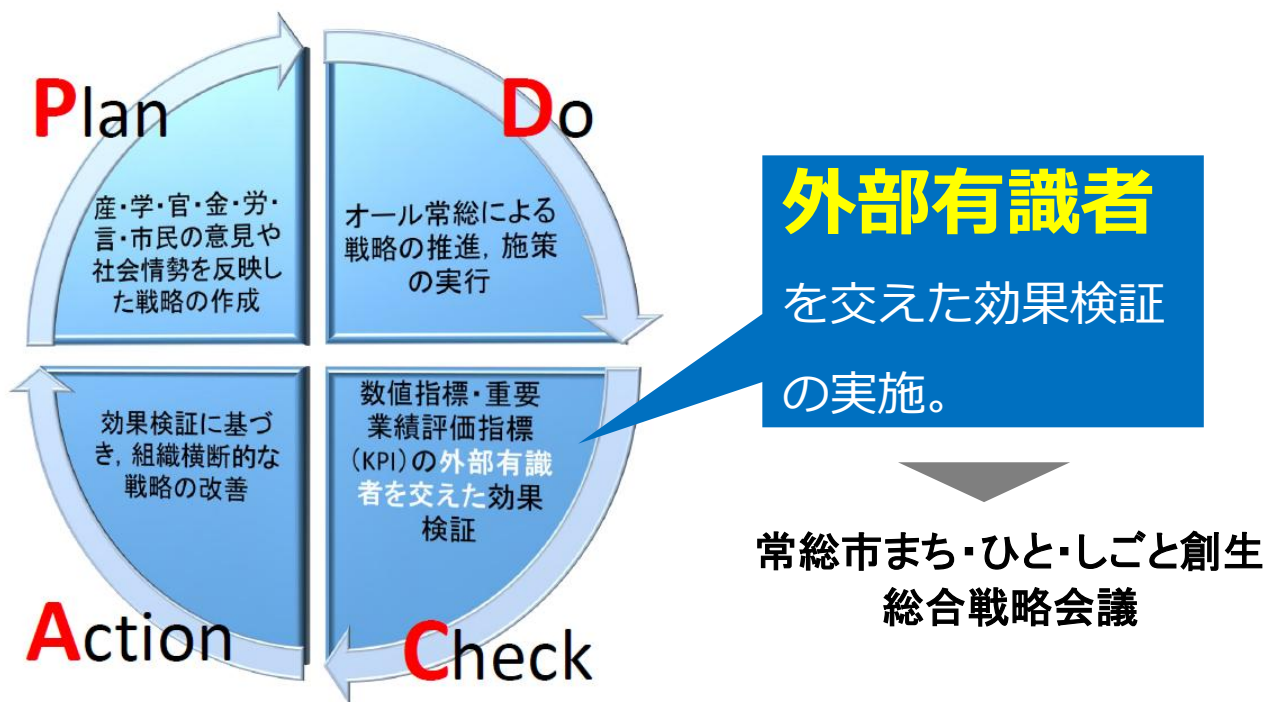 Plan
産・学・官・金・労・
言・市民の意見や
社会情勢を反映し
た戦略の作成
Do
オール常総による
戦略の推進，施策
の実行
数値指標・重要
業績評価指標
（KPI）の外部有識
者を交えた効果
検証
Check
効果検証に基づ
き，組織横断的な
戦略の改善
Action
外部有識者
を交えた効果検証
の実施。
常総市まち・ひと・しごと創生
総合戦略会議